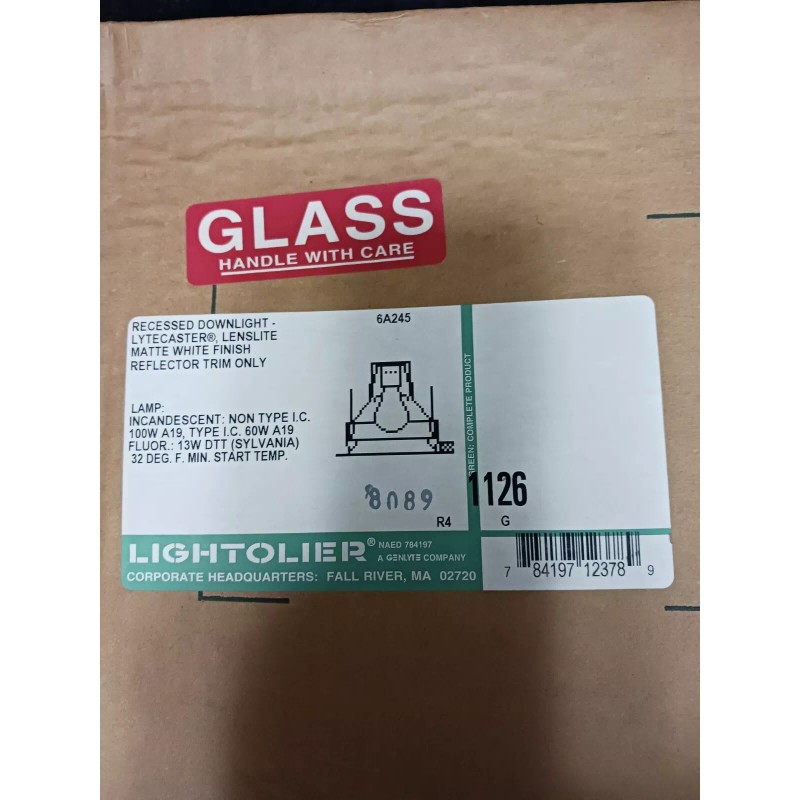 GLASS
HANDLE WITH CARE
RECESSED DOWNLIGHT -
LYTECASTER®, LENSLITE
MATTE WHITE FINISH
REFLECTOR TRIM ONLY
6A245
LAMP:
INCANDESCENT: NON TYPE I.C.
100W A19, TYPE I.C. 60W A19
FLUOR.: 13W DTT (SYLVANIA)
32 DEG. F. MIN. START TEMP.
GREEN: COMPLETE PRODUCT
8089
R4
1126
G
LIGHTOLIER®
NAED 784197
A GENLYTE COMPANY
CORPORATE HEADQUARTERS: FALL RIVER, MA 02720
7 84197 12378 9